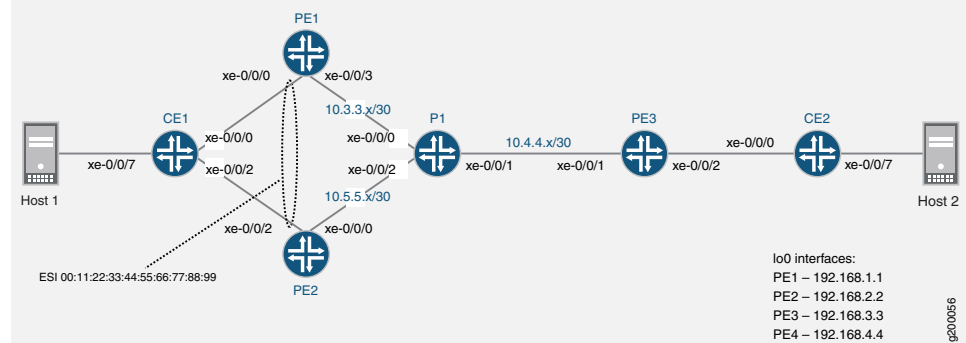 PE1
xe-0/0/0
xe-0/0/3
10.3.3.x/30
CE1
xe-0/0/0
xe-0/0/0
P1
10.4.4.x/30
PE3
xe-0/0/0
CE2
xe-0/0/7
xe-0/0/2
xe-0/0/2
xe-0/0/1
xe-0/0/1
xe-0/0/2
xe-0/0/7
Host 1
10.5.5.x/30
Host 2
xe-0/0/2
xe-0/0/0
ESI 00:11:22:33:44:55:66:77:88:99
PE2
lo0 interfaces:
PE1 – 192.168.1.1
PE2 – 192.168.2.2
PE3 – 192.168.3.3
PE4 – 192.168.4.4
g200056